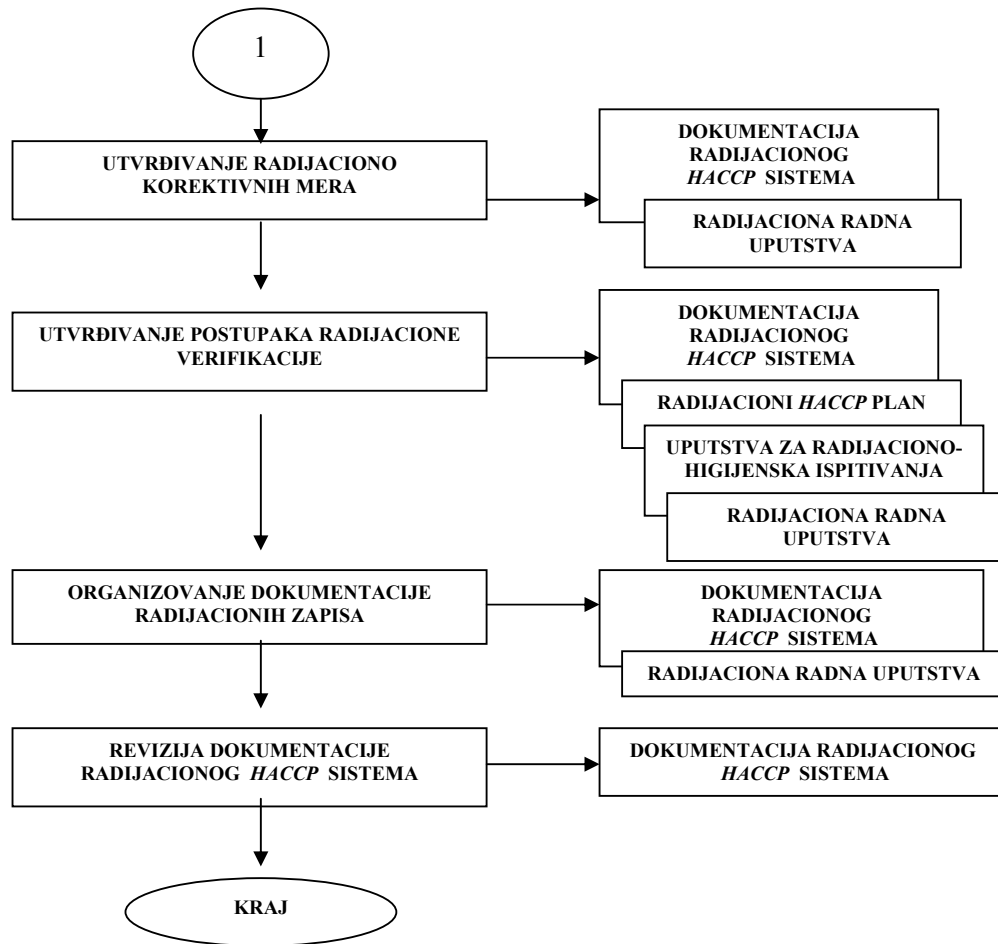 1
UTVRĐIVANJE RADIJACIONO
KOREKTIVNIH MERA
DOKUMENTACIJA
RADIJACIONOG
HACCP SISTEMA
RADIJACIONA RADNA
UPUTSTVA
UTVRĐIVANJE POSTUPAKA RADIJACIONE
VERIFIKACIJE
DOKUMENTACIJA
RADIJACIONOG
HACCP SISTEMA
RADIJACIONI HACCP PLAN
UPUTSTVA ZA RADIJACIONO-
HIGIJENSKA ISPITIVANJA
RADIJACIONA RADNA
UPUTSTVA
ORGANIZOVANJE DOKUMENTACIJE
RADIJACIONIH ZAPISA
DOKUMENTACIJA
RADIJACIONOG
HACCP SISTEMA
RADIJACIONA RADNA UPUTSTVA
REVIZIJA DOKUMENTACIJE
RADIJACIONOG HACCP SISTEMA
DOKUMENTACIJA RADIJACIONOG
HACCP SISTEMA
KRAJ